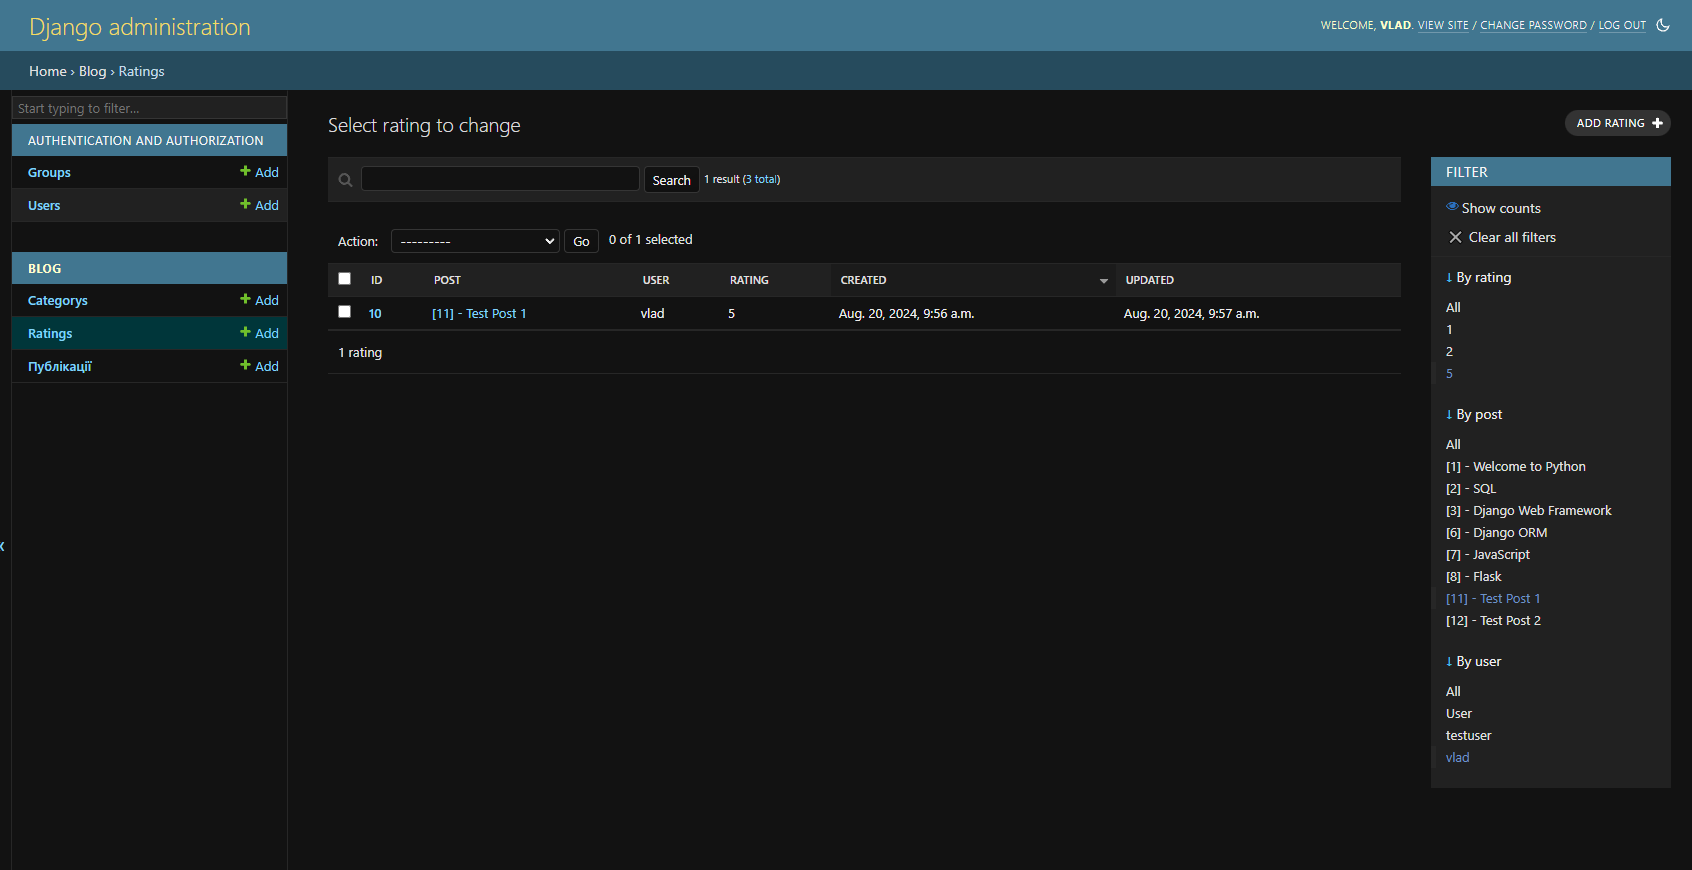 Django administration
WELCOME, VLAD. VIEW SITE / CHANGE PASSWORD / LOG OUT
Home › Blog › Ratings
Start typing to filter...
AUTHENTICATION AND AUTHORIZATION
Groups + Add
Users + Add
BLOG
Categorys + Add
Ratings + Add
Публікації + Add
Select rating to change
ADD RATING +
Search 1 result (3 total)
Action: --------- Go 0 of 1 selected
ID POST USER RATING CREATED UPDATED
10 [11] - Test Post 1 vlad 5 Aug. 20, 2024, 9:56 a.m. Aug. 20, 2024, 9:57 a.m.
1 rating
FILTER
Show counts
Clear all filters
↓ By rating
All
1
2
5
↓ By post
All
[1] - Welcome to Python
[2] - SQL
[3] - Django Web Framework
[6] - Django ORM
[7] - JavaScript
[8] - Flask
[11] - Test Post 1
[12] - Test Post 2
↓ By user
All
User
testuser
vlad